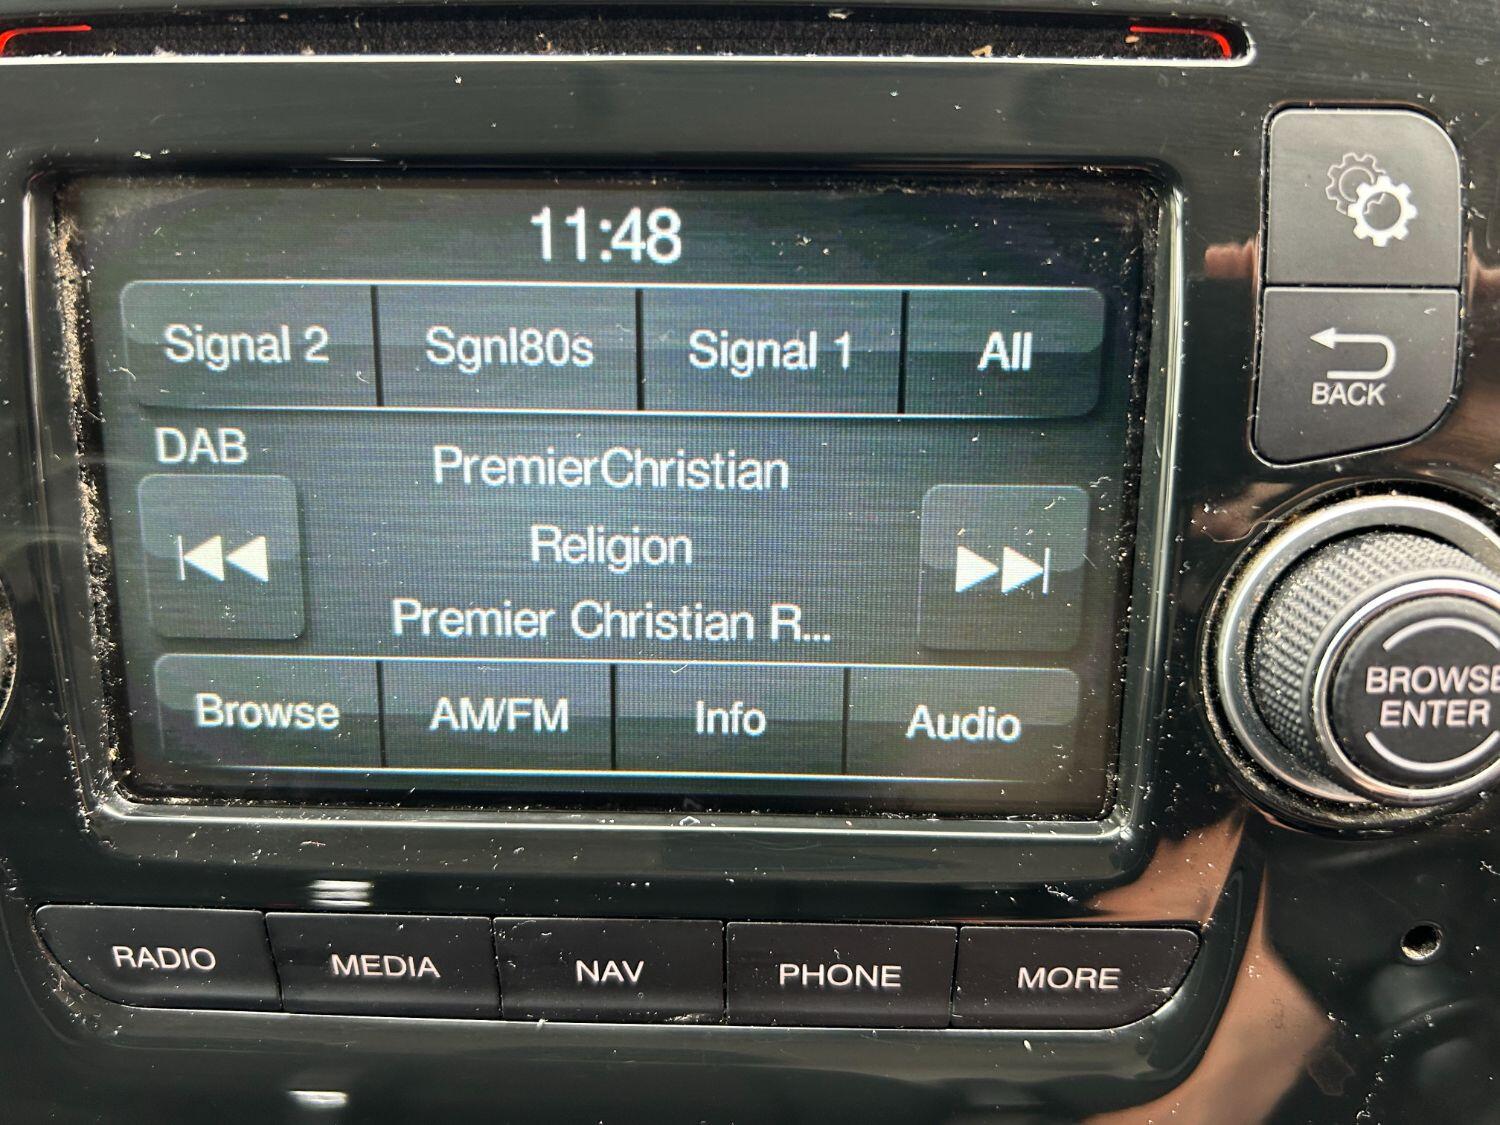 11:48
Signal 2 Sgnl80s Signal 1 All
DAB
PremierChristian
Religion
Premier Christian R...
Browse AM/FM Info Audio
BACK
BROWSE
ENTER
RADIO MEDIA NAV PHONE MORE